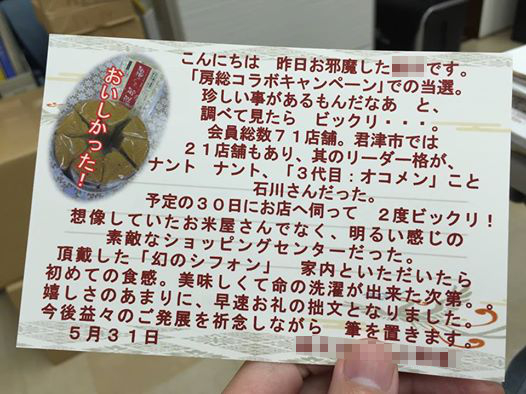 こんにちは　昨日お邪魔した　です。
「房総コラボキャンペーン」での当選。
珍しい事があるもんだなあ　と、
調べて見たら　ビックリ・・・。
会員総数７１店舗。君津市では
２１店舗もあり、其のリーダー格が、
ナント　ナント、「３代目：オコメン」こと
石川さんだった。
予定の３０日にお店へ伺って　２度ビックリ！
想像していたお米屋さんでなく、明るい感じの
素敵なショッピングセンターだった。
頂戴した「幻のシフォン」　家内といただいたら
初めての食感。美味しくて命の洗濯が出来た次第。
嬉しさのあまりに、早速お礼の拙文となりました。
今後益々のご発展を祈念しながら　筆を置きます。
５月３１日
おいしかった！